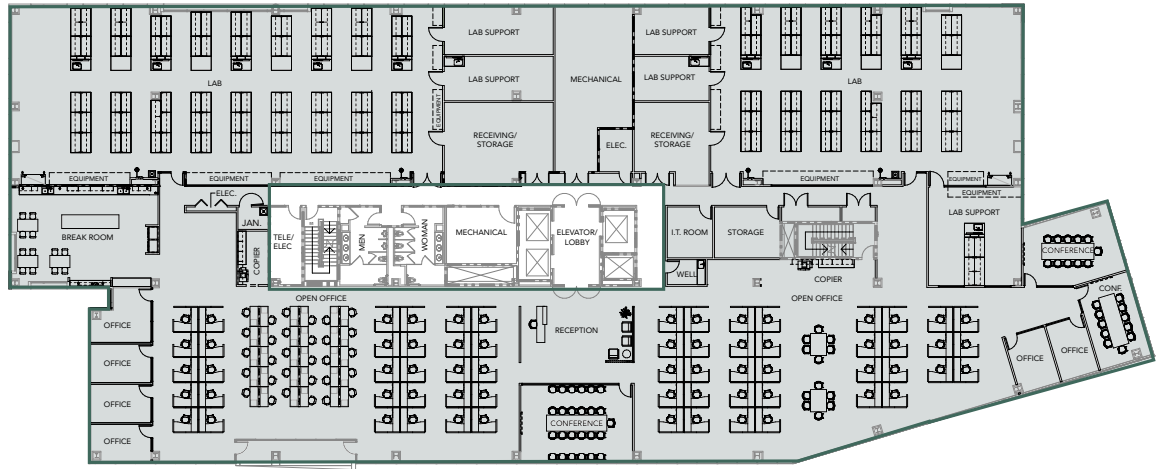 LAB SUPPORT
LAB SUPPORT
LAB
LAB SUPPORT
MECHANICAL
LAB SUPPORT
LAB
EQUIPMENT
RECEIVING/
STORAGE
ELEC.
RECEIVING/
STORAGE
EQUIPMENT
EQUIPMENT
EQUIPMENT
EQUIPMENT
EQUIPMENT
EQUIPMENT
ELEC.
JAN.
BREAK ROOM
COPIER
TELE/
ELEC
MEN
WOMAN
MECHANICAL
ELEVATOR/
LOBBY
I.T. ROOM
STORAGE
LAB SUPPORT
WELL
COPIER
CONFERENCE
CONF.
OPEN OFFICE
OPEN OFFICE
OFFICE
RECEPTION
OFFICE
OFFICE
OFFICE
OFFICE
OFFICE
CONFERENCE